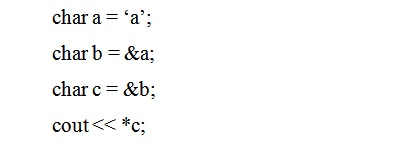 char a = ‘a’;
char b = &a;
char c = &b;
cout << *c;